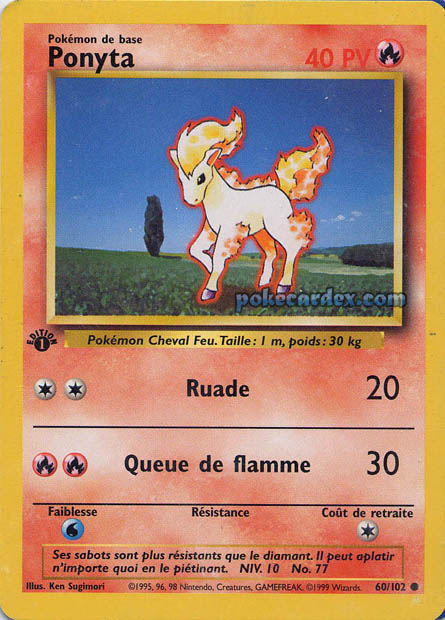 Pokémon de base
Ponyta
40 PV
pokecardex.com
EDITION 1
Pokémon Cheval Feu. Taille: 1 m, poids: 30 kg
Ruade 20
Queue de flamme 30
Faiblesse Résistance Coût de retraite
Ses sabots sont plus résistants que le diamant. Il peut aplatir
n'importe quoi en le piétinant. NIV. 10 No. 77
Illus. Ken Sugimori ©1995, 96, 98 Nintendo, Creatures, GAMEFREAK. ©1999 Wizards. 60/102